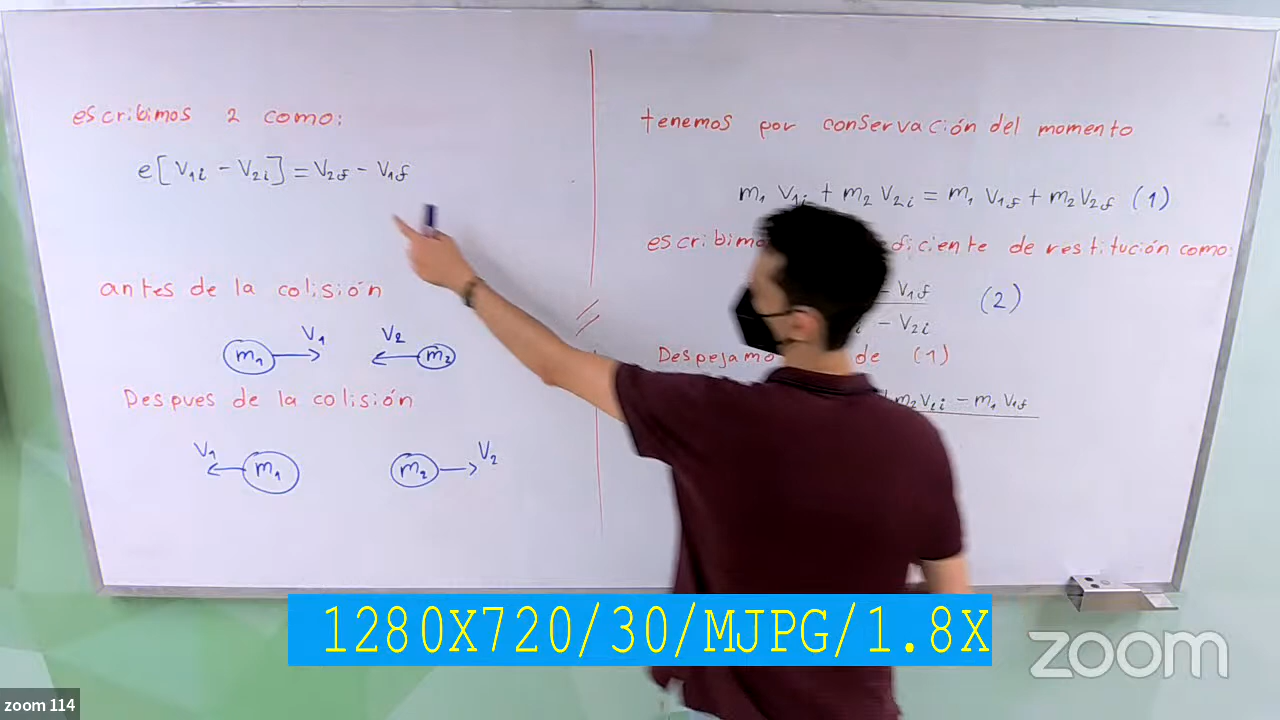 escribimos 2 como:
e[V1i - V2i] = V2f - V1f
antes de la colisión
m1 V1 V2 m2
Despues de la colisión
V1 m1 m2 V2
tenemos por conservación del momento
m1 V1i + m2 V2i = m1 V1f + m2 V2f (1)
de restitución como:
- V1f (2)
- V2i
de (1)
m2 V2i - m1 V1f
1280X720/30/MJPG/1.8X
zoom
zoom 114